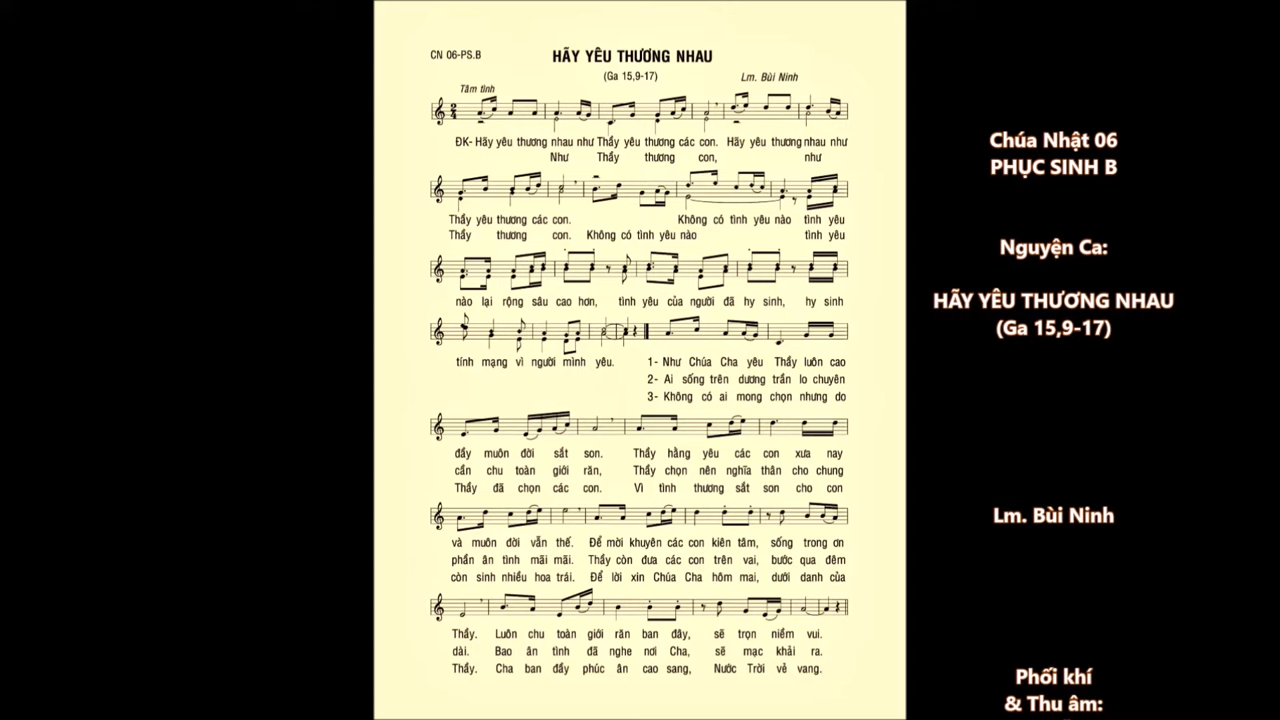 CN 06-PS.B
HÃY YÊU THƯƠNG NHAU
(Ga 15,9-17)
Lm. Bùi Ninh
Tâm tình
2
4
ĐK- Hãy yêu thương nhau như Thầy yêu thương các con. Hãy yêu thương nhau như
Như Thầy thương con, như
Thầy yêu thương các con. Không có tình yêu nào tình yêu
Thầy thương con. Không có tình yêu nào tình yêu
nào lại rộng sâu cao hơn, tình yêu của người đã hy sinh, hy sinh
tính mạng vì người mình yêu. 1- Như Chúa Cha yêu Thầy luôn cao
2- Ai sống trên dương trần lo chuyên
3- Không có ai mong chọn nhưng do
đầy muôn đời sắt son. Thầy hằng yêu các con xưa nay
cần chu toàn giới răn, Thầy chọn nên nghĩa thân cho chung
Thầy đã chọn các con. Vì tình thương sắt son cho con
và muôn đời vẫn thế. Để mời khuyên các con kiên tâm, sống trong ơn
phần ân tình mãi mãi. Thầy còn đưa các con trên vai, bước qua đêm
còn sinh nhiều hoa trái. Để lời xin Chúa Cha hôm mai, dưới danh của
Thầy. Luôn chu toàn giới răn ban đây, sẽ trọn niềm vui.
dài. Bao ân tình đã nghe nơi Cha, sẽ mạc khải ra.
Thầy. Cha ban đầy phúc ân cao sang, Nước Trời vẻ vang.
Chúa Nhật 06
PHỤC SINH B
Nguyện Ca:
HÃY YÊU THƯƠNG NHAU
(Ga 15,9-17)
Lm. Bùi Ninh
Phối khí
& Thu âm: